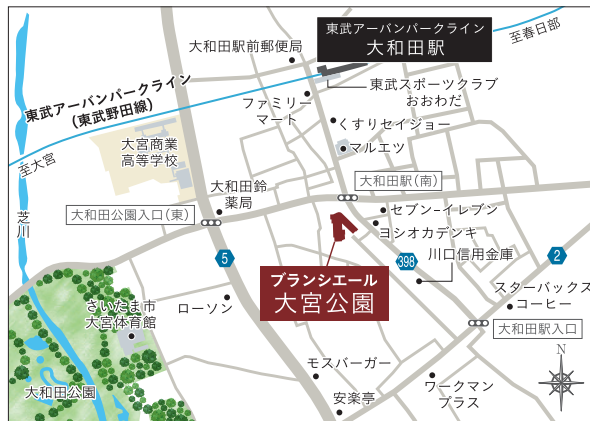 東武アーバンパークライン
大和田駅
至春日部
大和田駅前郵便局
東武アーバンパークライン
(東武野田線)
東武スポーツクラブ
おおわだ
ファミリー
マート
くすりセイジョー
マルエツ
大宮商業
高等学校
至大宮
大和田駅(南)
大和田鈴
薬局
大和田公園入口(東)
セブン-イレブン
ヨシオカデンキ
芝川
5
398
川口信用金庫
2
ブランシエール
大宮公園
スターバックス
コーヒー
さいたま市
大宮体育館
ローソン
大和田駅入口
N
モスバーガー
大和田公園
ワークマン
プラス
安楽亭